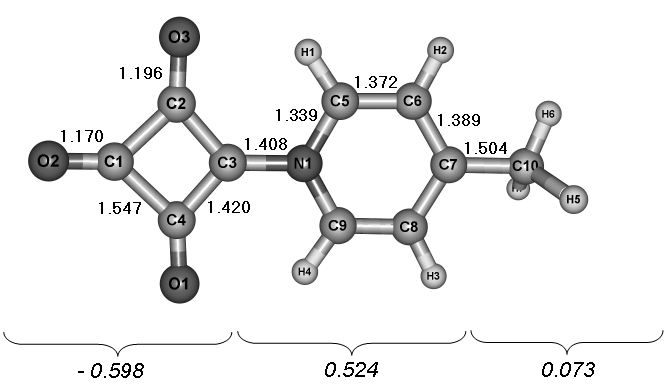 O3
H1
H2
1.196
C2
1.339
C5
1.372
C6
1.389
H6
O2
1.170
C1
C3
1.408
N1
C7
1.504
C10
H5
1.547
C4
1.420
C9
C8
O1
H4
H3
- 0.598
0.524
0.073